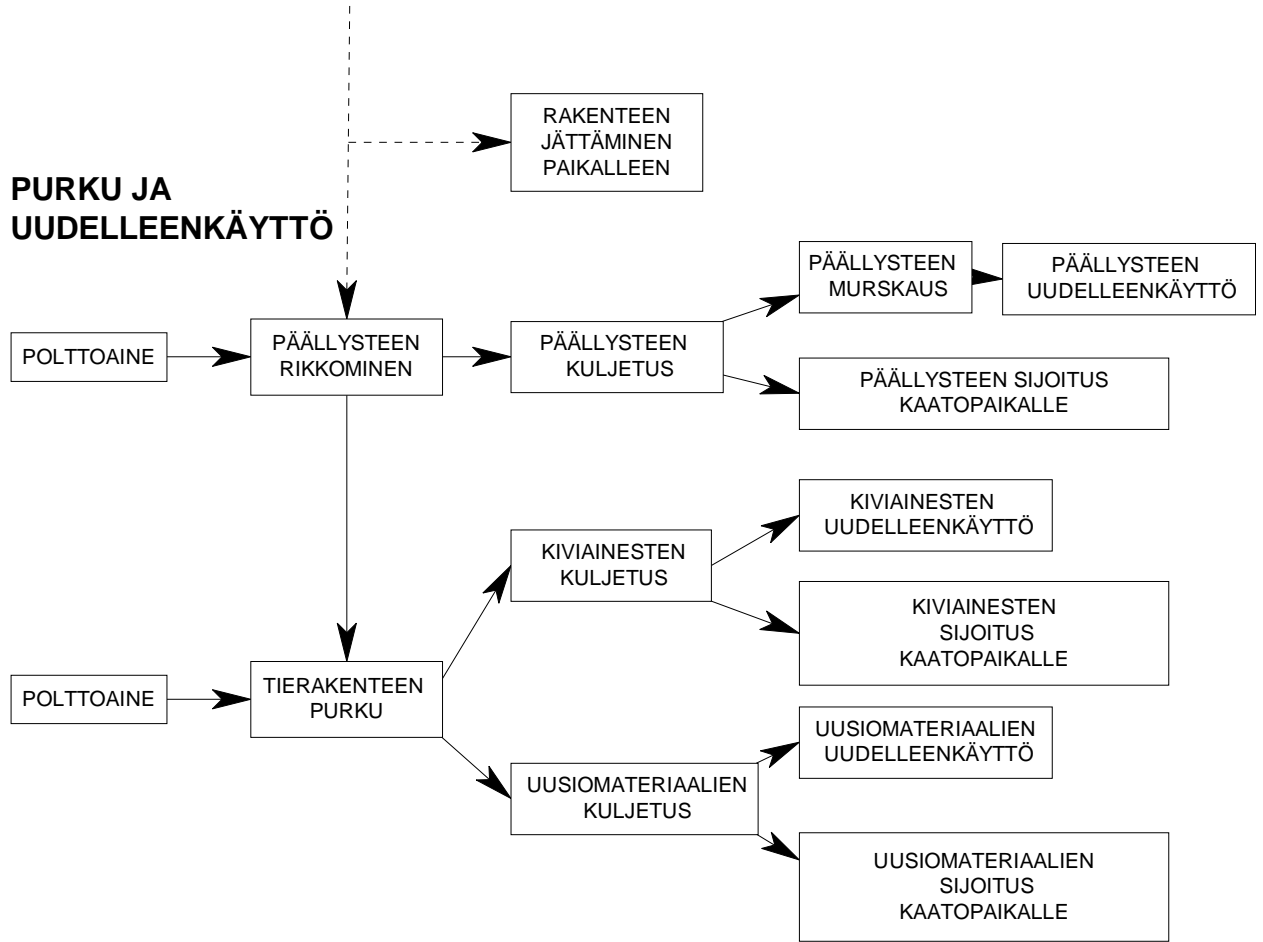 RAKENTEEN
JÄTTÄMINEN
PAIKALLEEN
PURKU JA
UUDELLEENKÄYTTÖ
POLTTOAINE
PÄÄLLYSTEEN
RIKKOMINEN
PÄÄLLYSTEEN
KULJETUS
PÄÄLLYSTEEN
MURSKAUS
PÄÄLLYSTEEN
UUDELLEENKÄYTTÖ
PÄÄLLYSTEEN SIJOITUS
KAATOPAIKALLE
POLTTOAINE
TIERAKENTEEN
PURKU
KIVIAINESTEN
KULJETUS
KIVIAINESTEN
UUDELLEENKÄYTTÖ
KIVIAINESTEN
SIJOITUS
KAATOPAIKALLE
UUSIOMATERIAALIEN
KULJETUS
UUSIOMATERIAALIEN
UUDELLEENKÄYTTÖ
UUSIOMATERIAALIEN
SIJOITUS
KAATOPAIKALLE